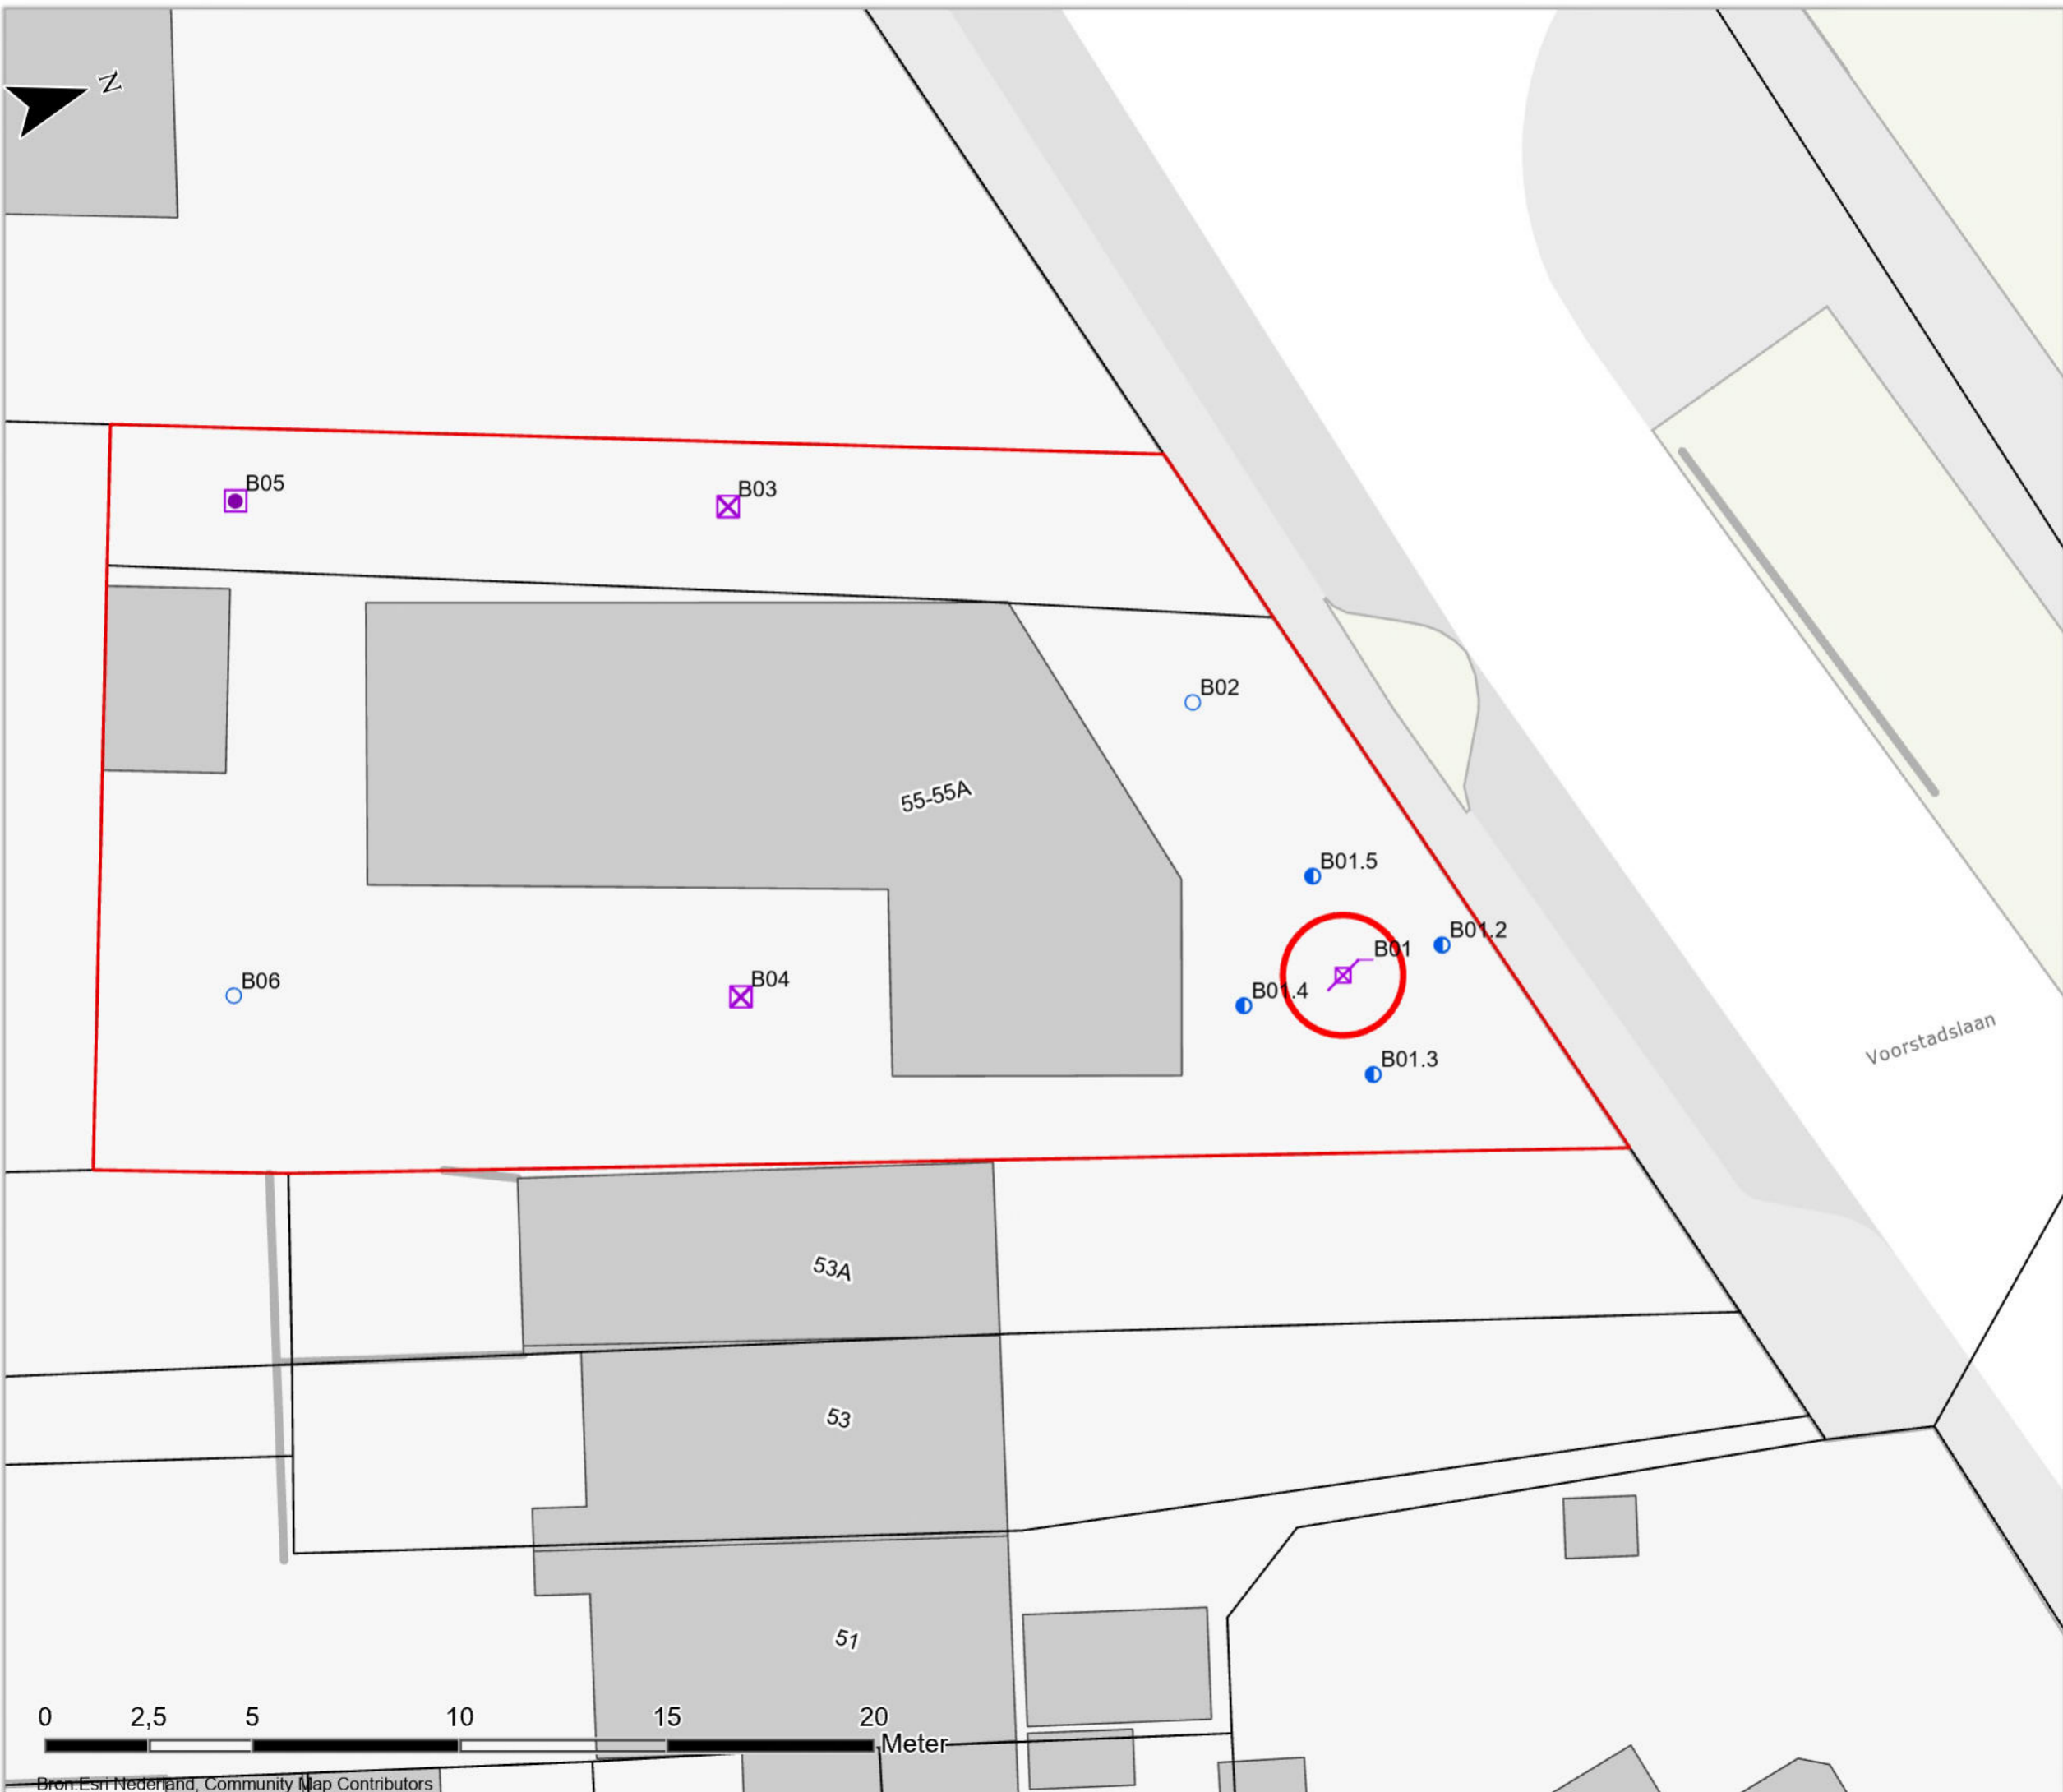 N
B05
B03
B02
55-55A
B01.5
B01.2
B01
B06
B04
B01.4
Voorstadslaan
B01.3
53A
53
51
0 2,5 5 10 15 20
Meter
Bron:Esri Nederland, Community Map Contributors